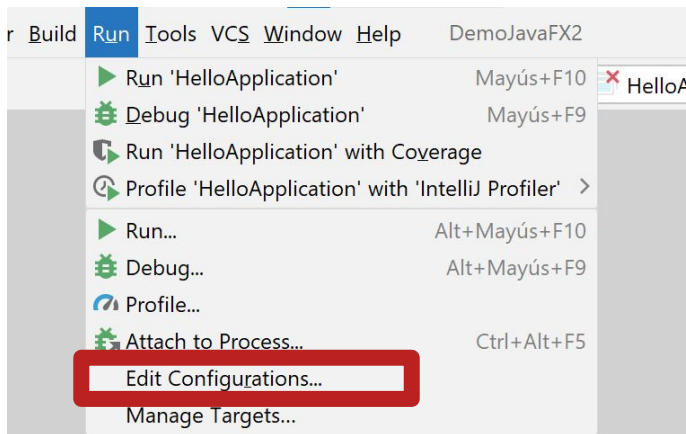 r Build Run Tools VCS Window Help DemoJavaFX2
Run 'HelloApplication' Mayús+F10
HelloA
Debug 'HelloApplication' Mayús+F9
Run 'HelloApplication' with Coverage
Profile 'HelloApplication' with 'IntelliJ Profiler' >
Run... Alt+Mayús+F10
Debug... Alt+Mayús+F9
Profile...
Attach to Process... Ctrl+Alt+F5
Edit Configurations...
Manage Targets...